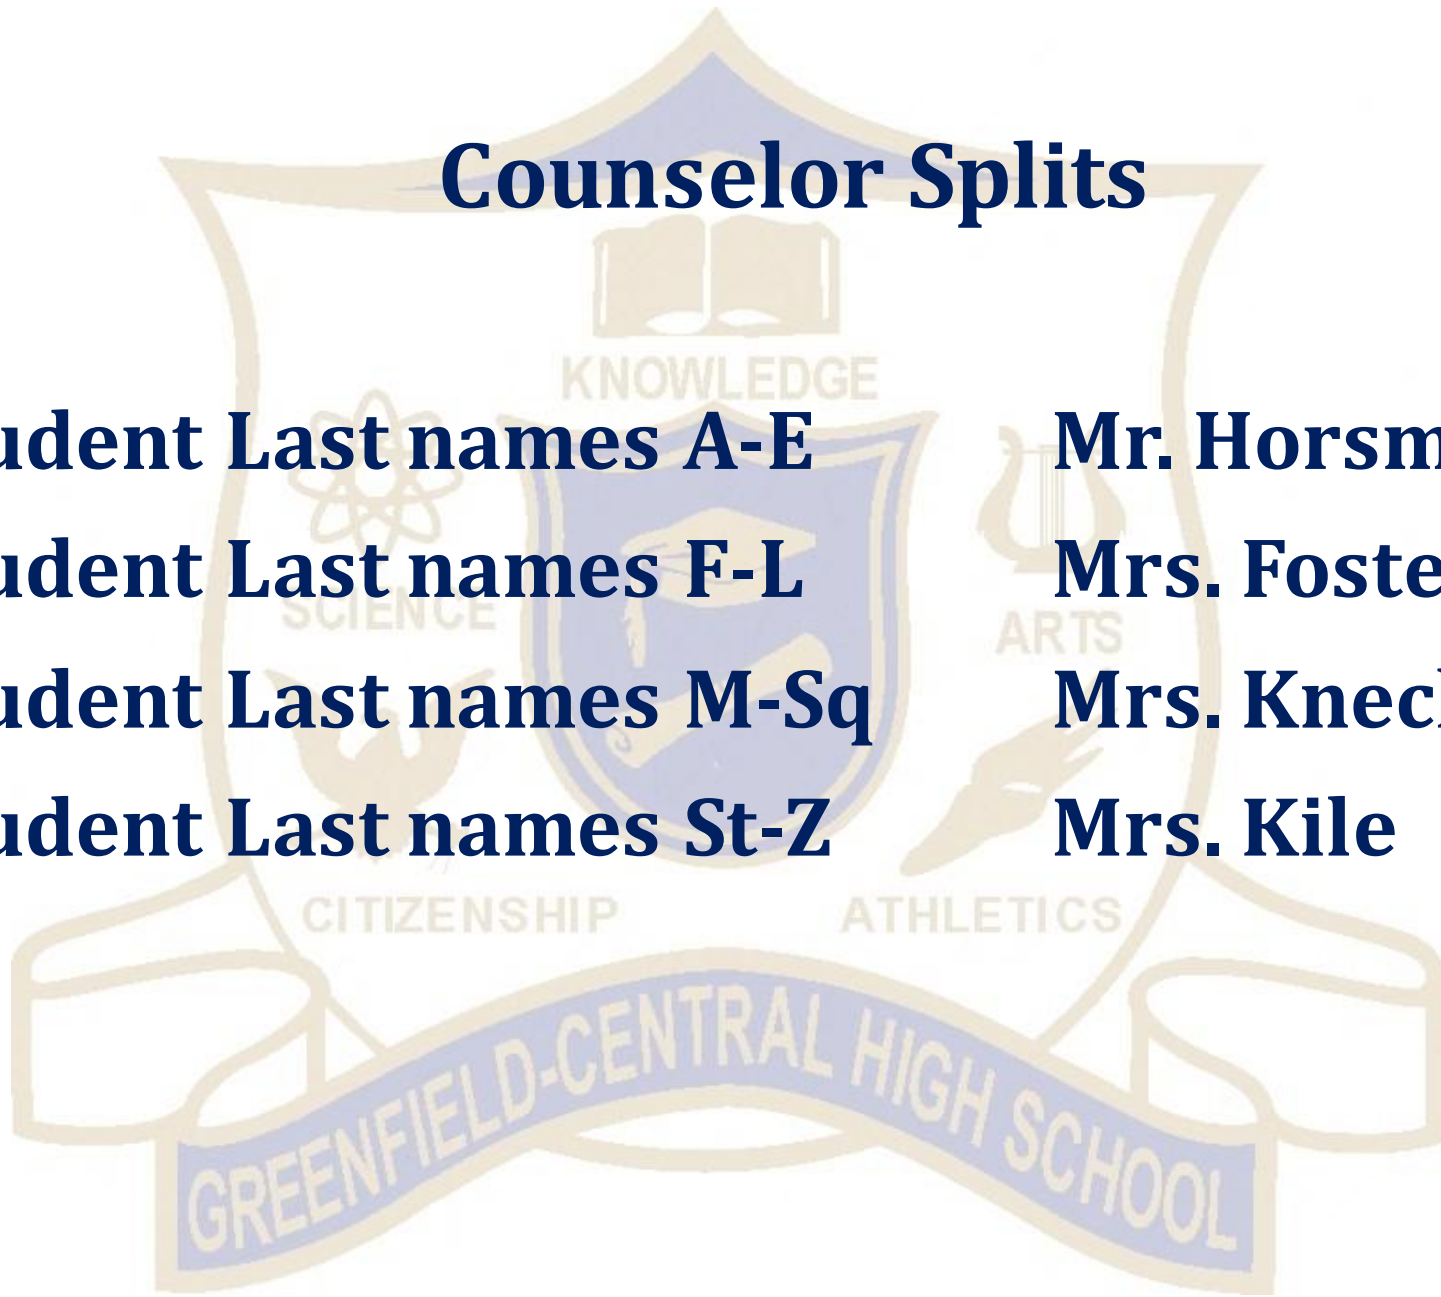 Counselor Splits
KNOWLEDGE
udent Last names A-E Mr. Horsm
udent Last names F-L Mrs. Foste
SCIENCE ARTS
udent Last names M-Sq Mrs. Knec
udent Last names St-Z Mrs. Kile
CITIZENSHIP ATHLETICS
GREENFIELD-CENTRAL HIGH SCHOOL